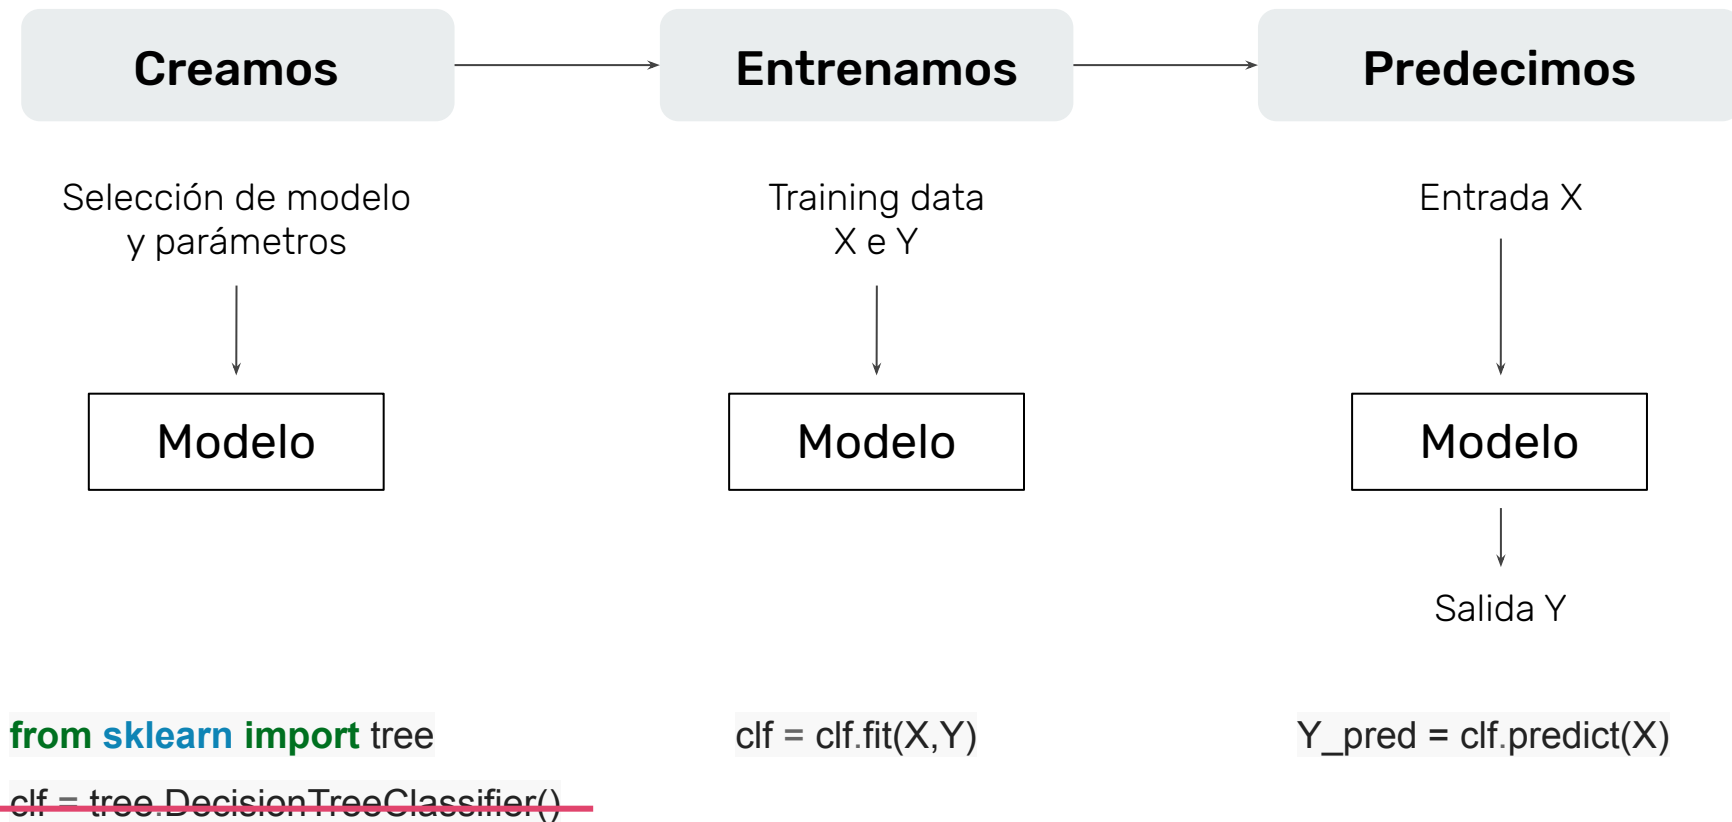 Creamos
Entrenamos
Predecimos
Selección de modelo
y parámetros
Training data
X e Y
Entrada X
Modelo
Modelo
Modelo
Salida Y
from sklearn import tree
clf = clf.fit(X,Y)
Y_pred = clf.predict(X)
clf = tree.DecisionTreeClassifier()